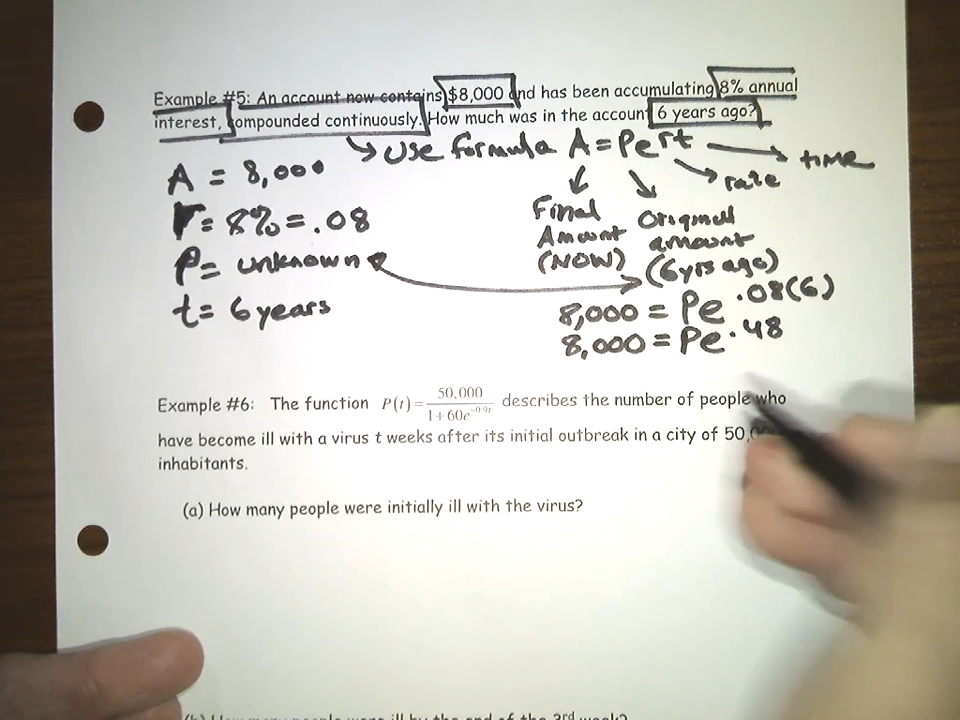 Example #5: An account now contains $8,000 and has been accumulating 8% annual
interest, compounded continuously. How much was in the account 6 years ago?
Use formula A = Pert
time
rate
A = 8,000
r = 8% = .08
P = unknown
t = 6 years
Final
Amount
(NOW)
Original
amount
(6yrs ago)
8,000 = Pe .08(6)
8,000 = Pe .48
Example #6: The function P(t) = 50,000 / 1+60e^-0.9t describes the number of people who
have become ill with a virus t weeks after its initial outbreak in a city of
inhabitants.
(a) How many people were initially ill with the virus?